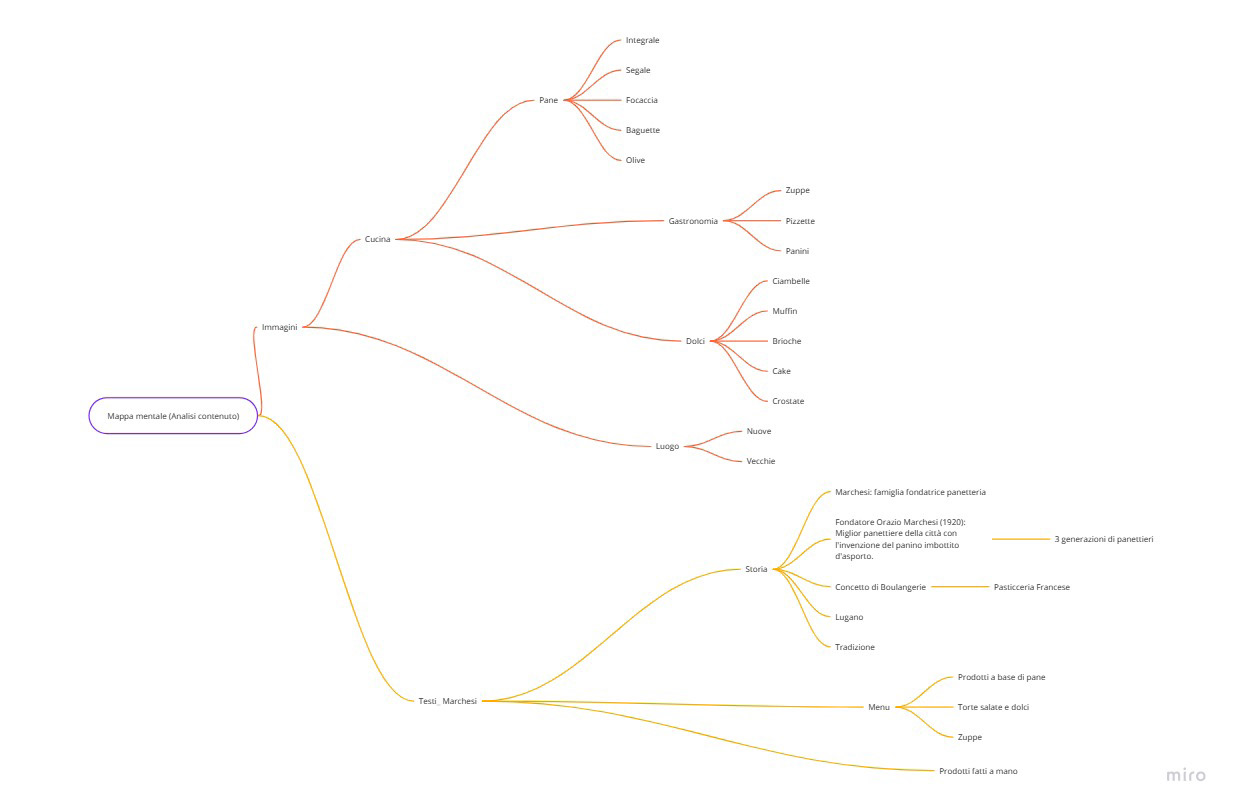 Integrale
Segale
Pane
Focaccia
Baguette
Olive
Zuppe
Gastronomia
Pizzette
Panini
Cucina
Ciambelle
Muffin
Dolci
Brioche
Cake
Crostate
Immagini
Nuove
Luogo
Vecchie
Mappa mentale (Analisi contenuto)
Marchesi: famiglia fondatrice panetteria
Fondatore Orazio Marchesi (1920):
Miglior panettiere della città con
l'invenzione del panino imbottito
d'asporto.
3 generazioni di panettieri
Storia
Concetto di Boulangerie
Pasticceria Francese
Lugano
Tradizione
Testi_ Marchesi
Prodotti a base di pane
Menu
Torte salate e dolci
Zuppe
Prodotti fatti a mano
miro